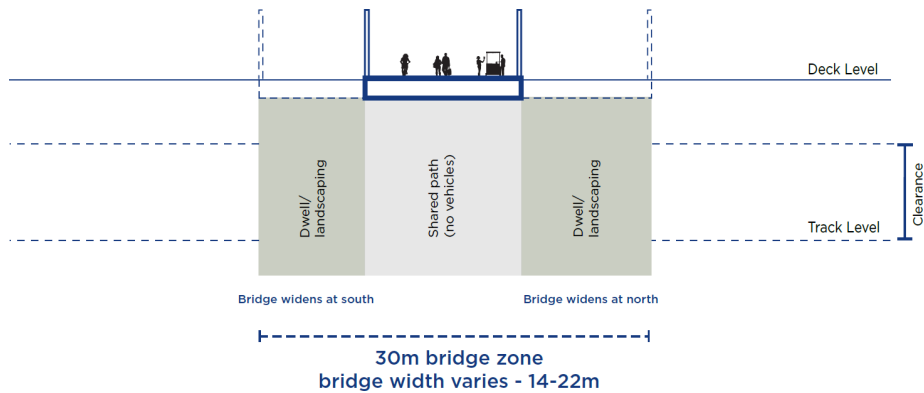 Deck Level
Dwell/
landscaping
Shared path
(no vehicles)
Dwell/
landscaping
Clearance
Track Level
Bridge widens at south
Bridge widens at north
30m bridge zone
bridge width varies - 14-22m